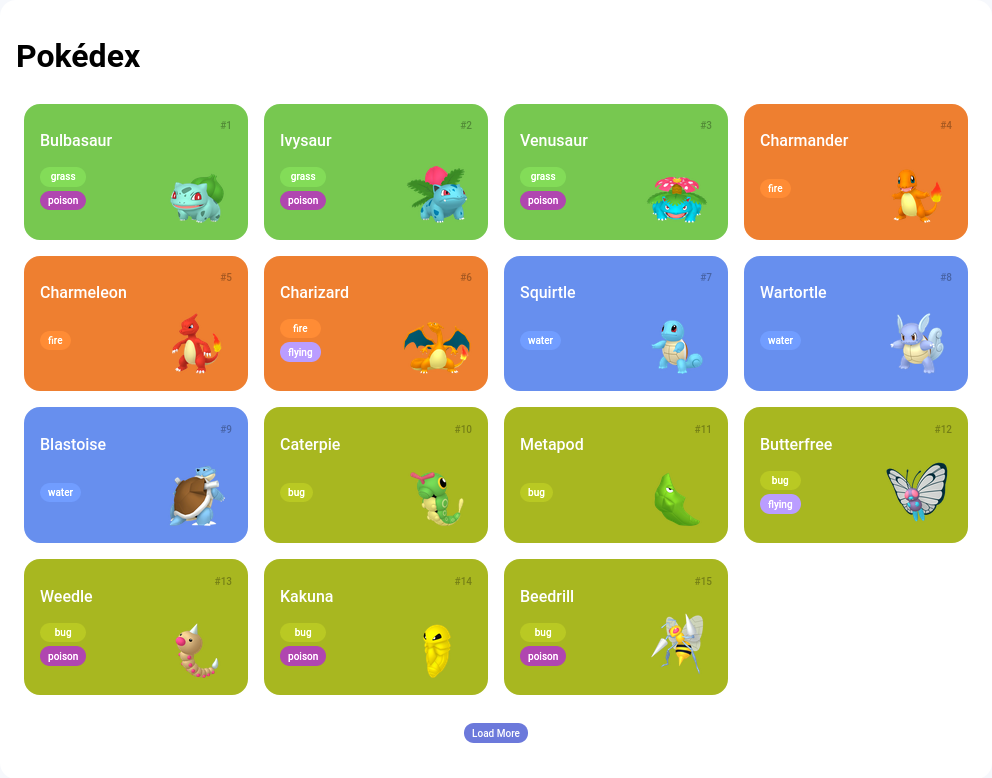 Pokédex
#1
Bulbasaur
grass
poison
#2
Ivysaur
grass
poison
#3
Venusaur
grass
poison
#4
Charmander
fire
#5
Charmeleon
fire
#6
Charizard
fire
flying
#7
Squirtle
water
#8
Wartortle
water
#9
Blastoise
water
#10
Caterpie
bug
#11
Metapod
bug
#12
Butterfree
bug
flying
#13
Weedle
bug
poison
#14
Kakuna
bug
poison
#15
Beedrill
bug
poison
Load More